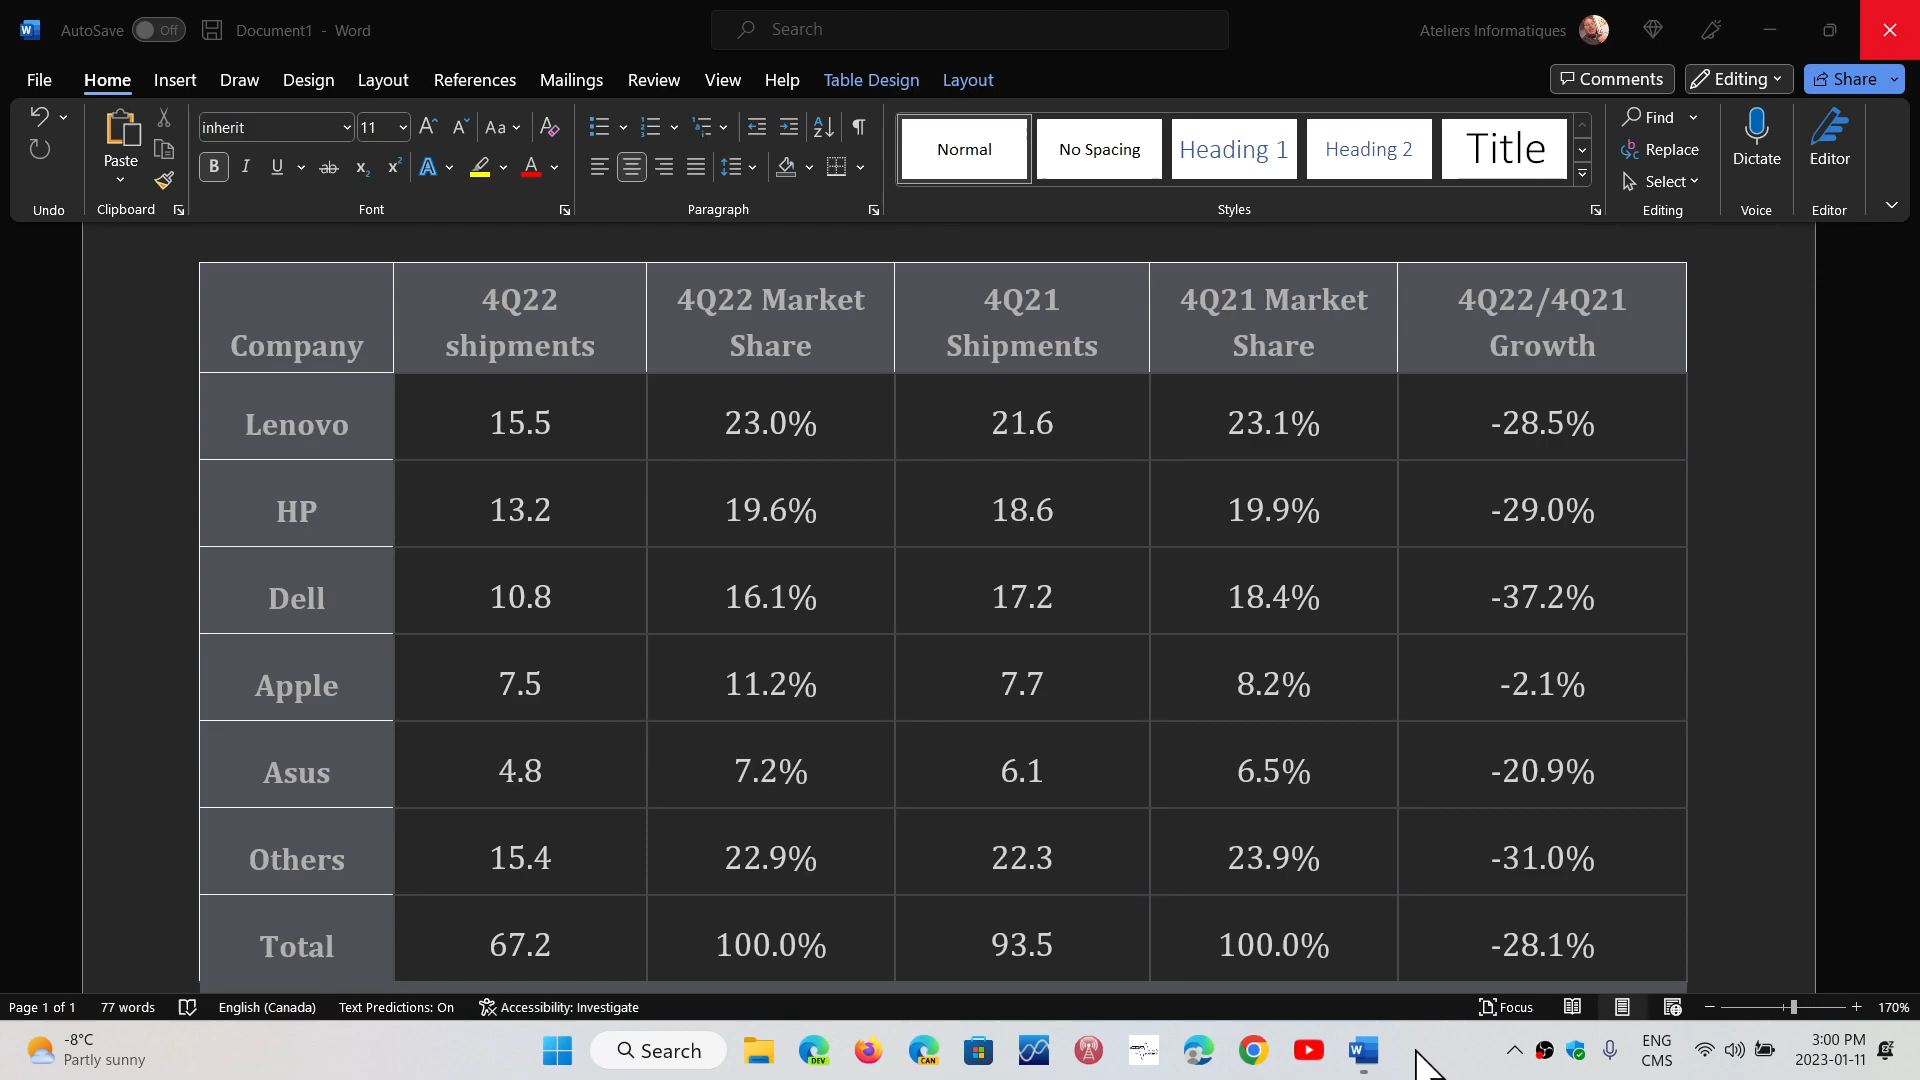 AutoSave Off Document1 - Word Search Ateliers Informatiques
File Home Insert Draw Design Layout References Mailings Review View Help Table Design Layout Comments Editing Share
Paste
inherit 11 Aa
Normal No Spacing Heading 1 Heading 2 Title
Find
Replace
Select
Dictate
Editor
Undo Clipboard Font Paragraph Styles Editing Voice Editor
Company 4Q22 shipments 4Q22 Market Share 4Q21 Shipments 4Q21 Market Share 4Q22/4Q21 Growth
Lenovo 15.5 23.0% 21.6 23.1% -28.5%
HP 13.2 19.6% 18.6 19.9% -29.0%
Dell 10.8 16.1% 17.2 18.4% -37.2%
Apple 7.5 11.2% 7.7 8.2% -2.1%
Asus 4.8 7.2% 6.1 6.5% -20.9%
Others 15.4 22.9% 22.3 23.9% -31.0%
Total 67.2 100.0% 93.5 100.0% -28.1%
Page 1 of 1 77 words English (Canada) Text Predictions: On Accessibility: Investigate Focus 170%
-8°C
Partly sunny
Search
DEV
CAN
ENG
CMS
3:00 PM
2023-01-11